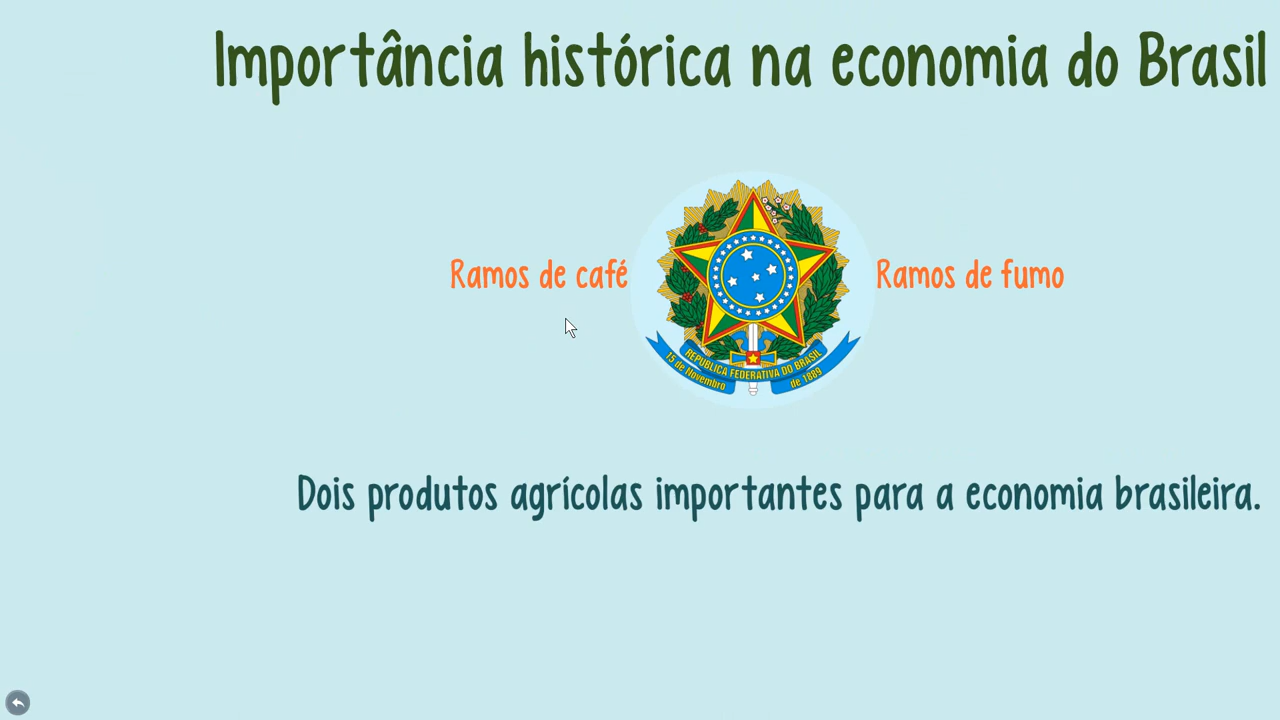 Importância histórica na economia do Brasil
Ramos de café
Ramos de fumo
REPÚBLICA FEDERATIVA DO BRASIL
15 de Novembro
de 1889
Dois produtos agrícolas importantes para a economia brasileira.